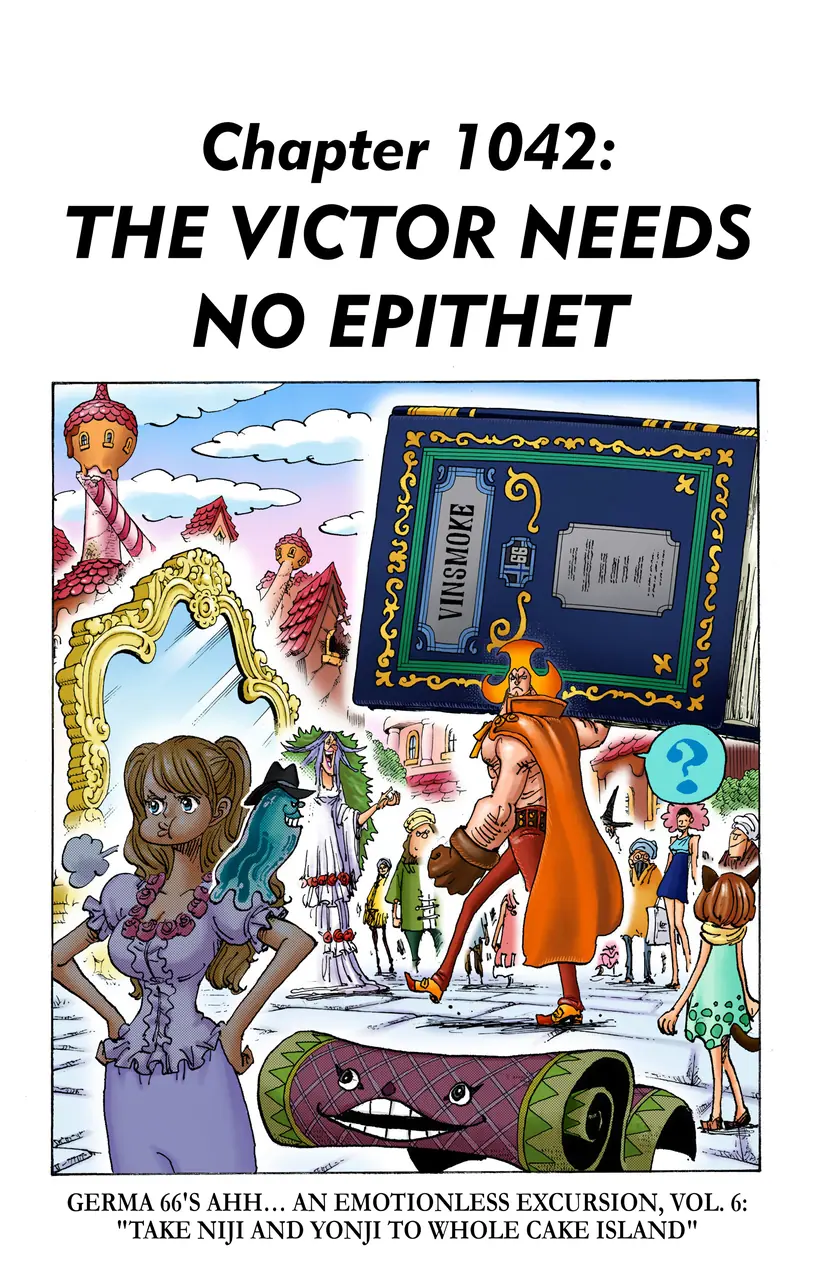 Chapter 1042:
THE VICTOR NEEDS
NO EPITHET
VINSMOKE
66
?
GERMA 66'S AHH... AN EMOTIONLESS EXCURSION, VOL. 6:
"TAKE NIJI AND YONJI TO WHOLE CAKE ISLAND"